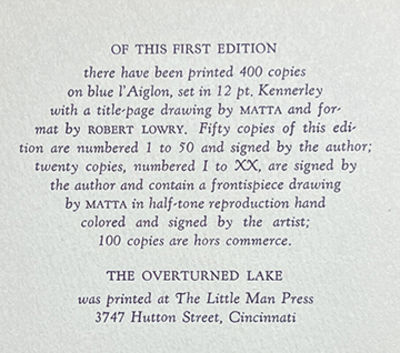 OF THIS FIRST EDITION
there have been printed 400 copies
on blue l'Aiglon, set in 12 pt. Kennerley
with a title-page drawing by MATTA and for-
mat by ROBERT LOWRY. Fifty copies of this edi-
tion are numbered 1 to 50 and signed by the author;
twenty copies, numbered I to XX, are signed by
the author and contain a frontispiece drawing
by MATTA in half-tone reproduction hand
colored and signed by the artist;
100 copies are hors commerce.
THE OVERTURNED LAKE
was printed at The Little Man Press
3747 Hutton Street, Cincinnati